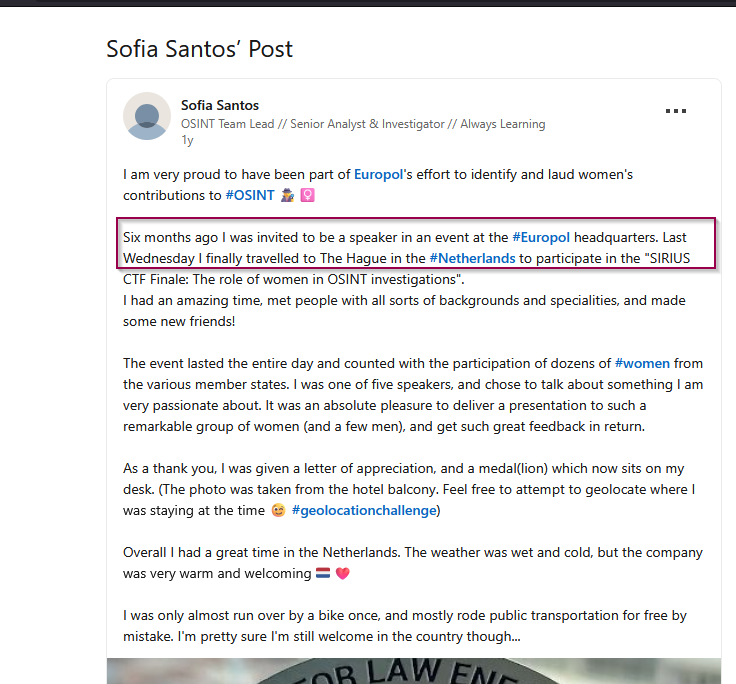 Sofia Santos’ Post
Sofia Santos
OSINT Team Lead // Senior Analyst & Investigator // Always Learning
1y
I am very proud to have been part of Europol's effort to identify and laud women's
contributions to #OSINT 🕵️‍♀️ ♀️
Six months ago I was invited to be a speaker in an event at the #Europol headquarters. Last
Wednesday I finally travelled to The Hague in the #Netherlands to participate in the "SIRIUS
CTF Finale: The role of women in OSINT investigations".
I had an amazing time, met people with all sorts of backgrounds and specialities, and made
some new friends!
The event lasted the entire day and counted with the participation of dozens of #women from
the various member states. I was one of five speakers, and chose to talk about something I am
very passionate about. It was an absolute pleasure to deliver a presentation to such a
remarkable group of women (and a few men), and get such great feedback in return.
As a thank you, I was given a letter of appreciation, and a medal(lion) which now sits on my
desk. (The photo was taken from the hotel balcony. Feel free to attempt to geolocate where I
was staying at the time 😉 #geolocationchallenge)
Overall I had a great time in the Netherlands. The weather was wet and cold, but the company
was very warm and welcoming 🇳🇱 ❤️
I was only almost run over by a bike once, and mostly rode public transportation for free by
mistake. I'm pretty sure I'm still welcome in the country though...
FOR LAW ENF